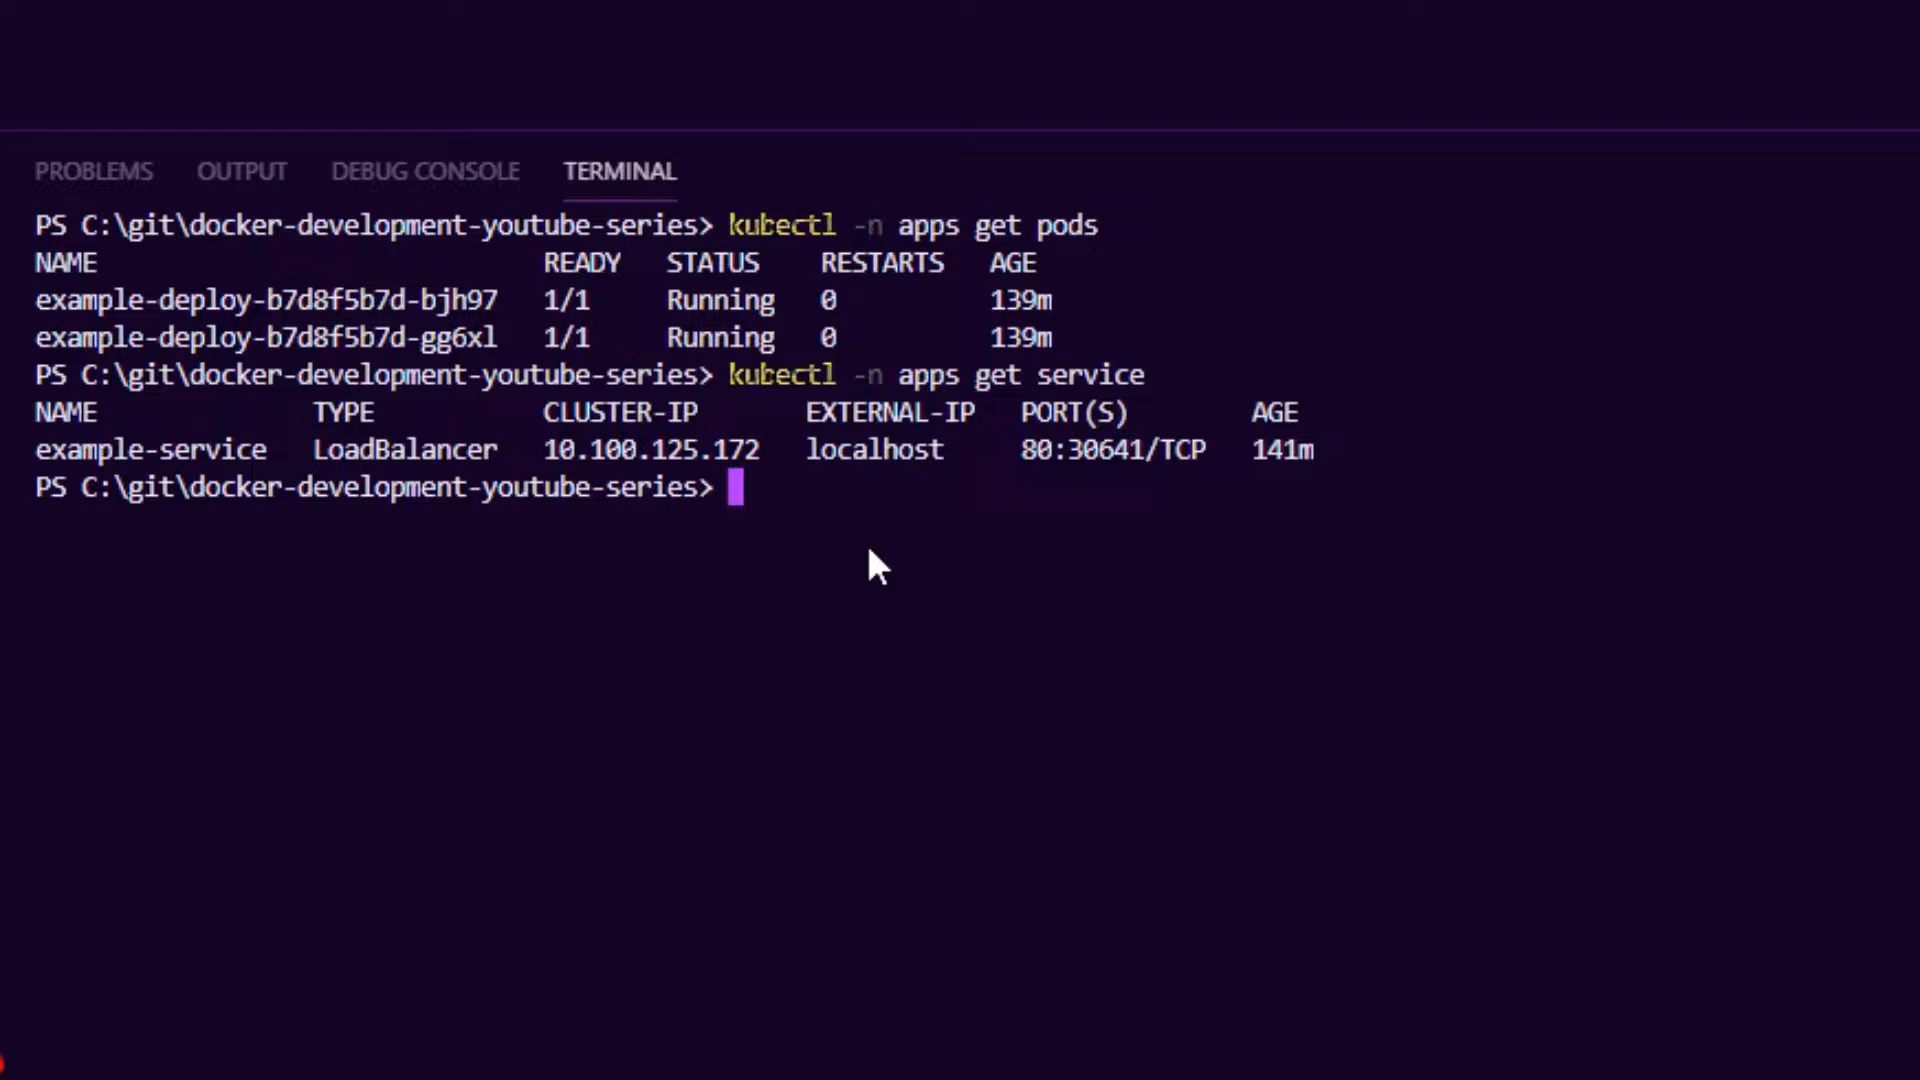 PROBLEMS OUTPUT DEBUG CONSOLE TERMINAL
PS C:\git\docker-development-youtube-series> kubectl -n apps get pods
NAME READY STATUS RESTARTS AGE
example-deploy-b7d8f5b7d-bjh97 1/1 Running 0 139m
example-deploy-b7d8f5b7d-gg6xl 1/1 Running 0 139m
PS C:\git\docker-development-youtube-series> kubectl -n apps get service
NAME TYPE CLUSTER-IP EXTERNAL-IP PORT(S) AGE
example-service LoadBalancer 10.100.125.172 localhost 80:30641/TCP 141m
PS C:\git\docker-development-youtube-series>